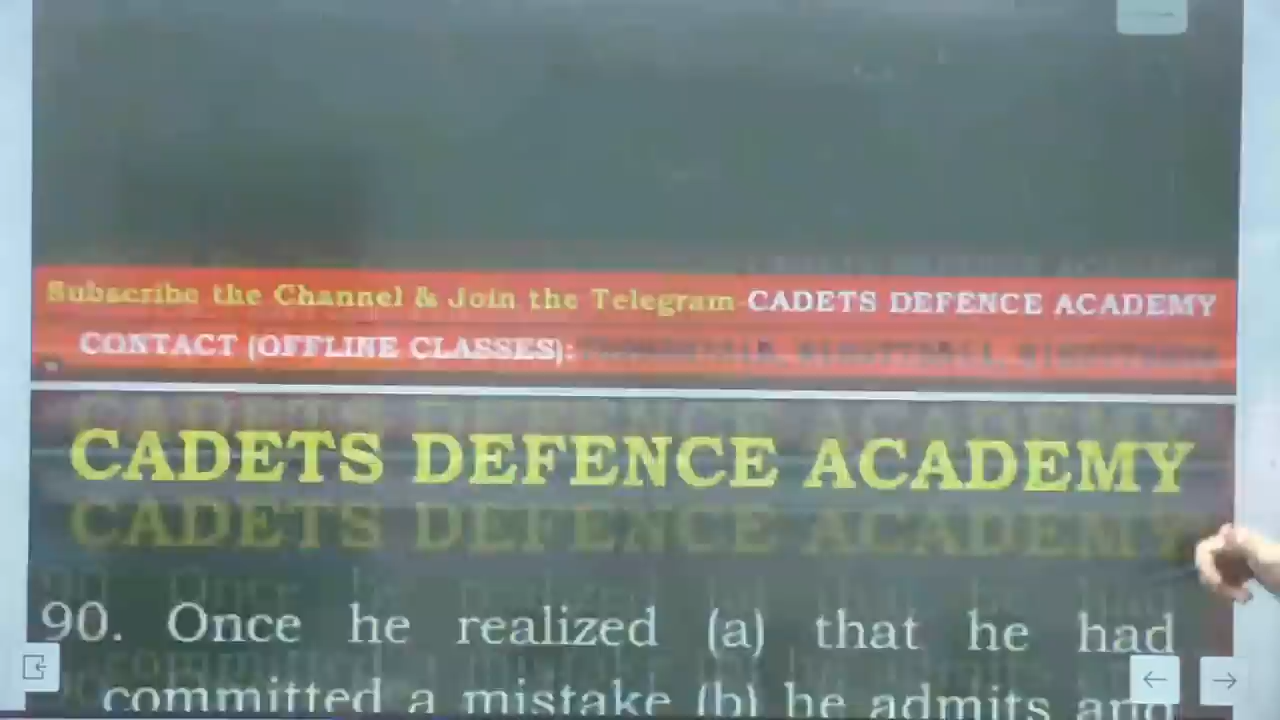 Subscribe the Channel & Join the Telegram-CADETS DEFENCE ACADEMY
CONTACT (OFFLINE CLASSES):
CADETS DEFENCE ACADEMY
90. Once he realized (a) that he had
committed a mistake (b) he admits and